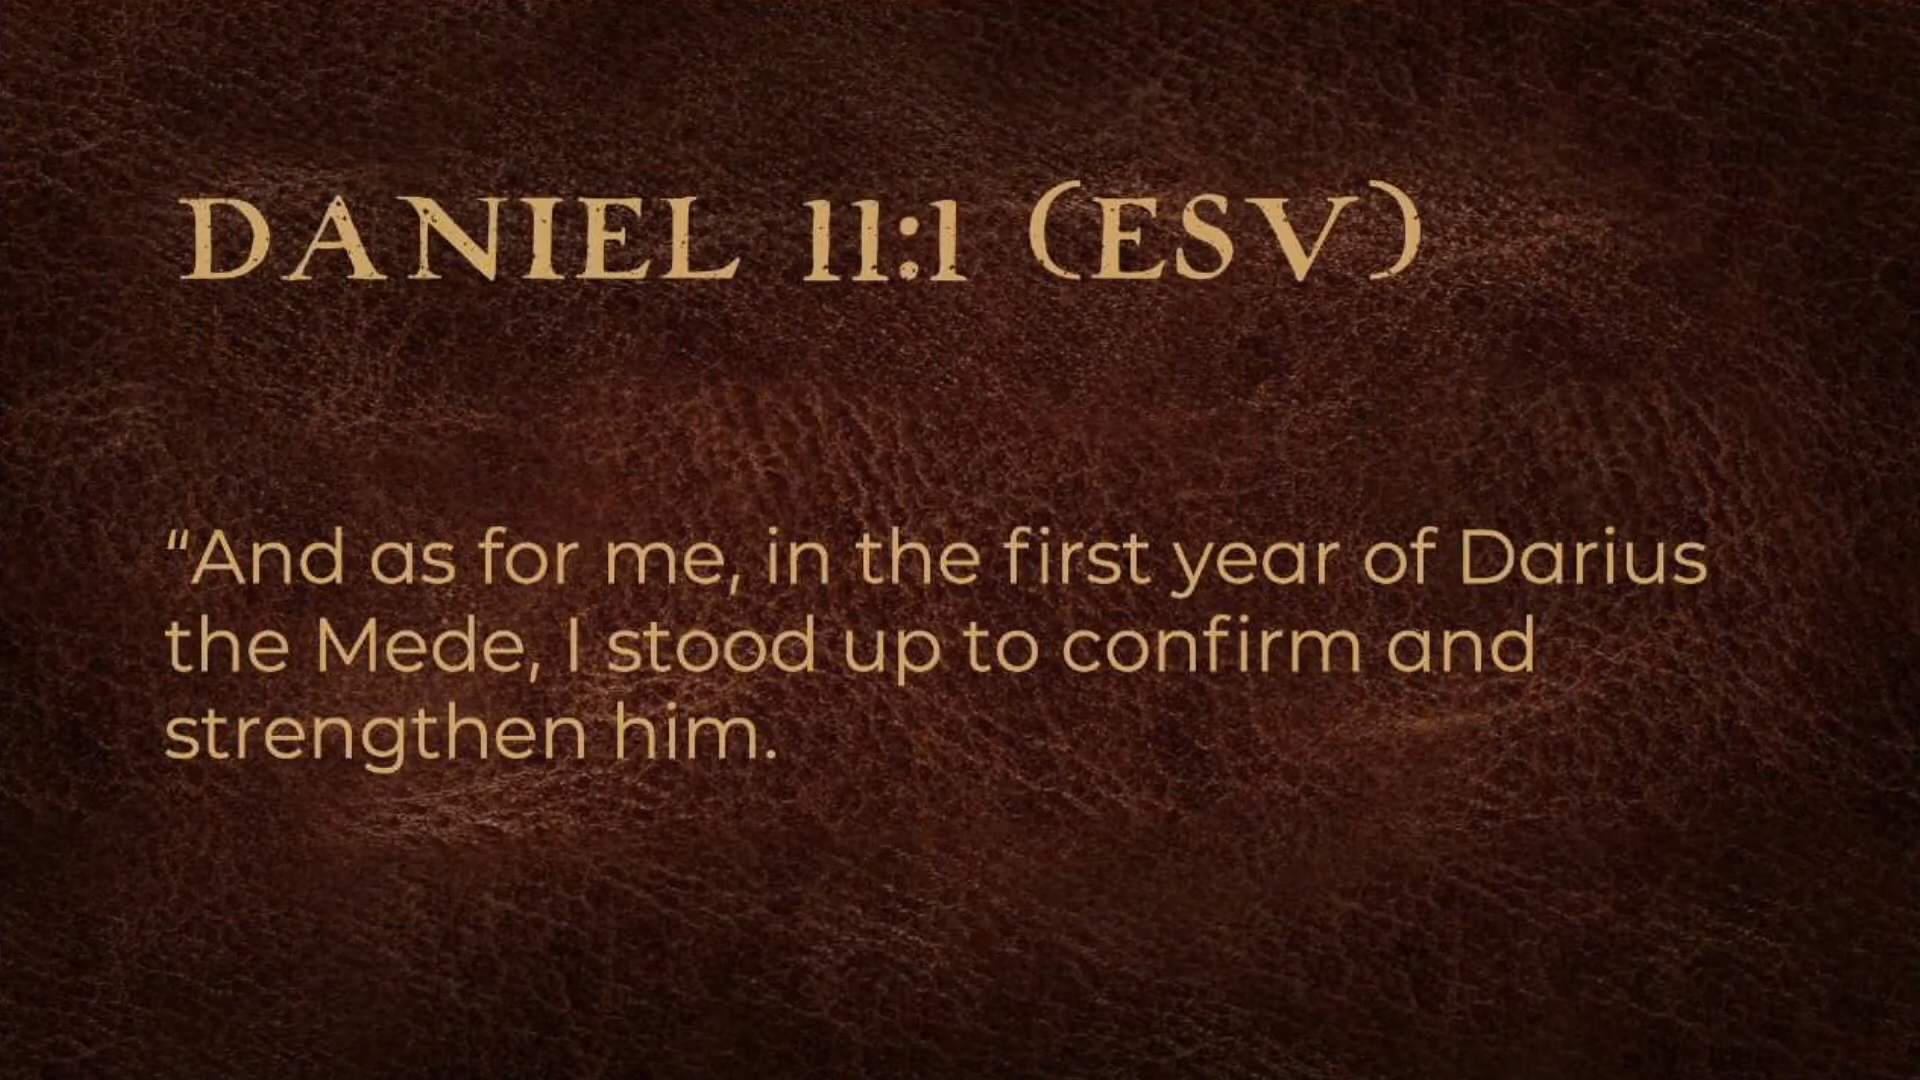 DANIEL 11:1 (ESV)
“And as for me, in the first year of Darius
the Mede, I stood up to confirm and
strengthen him.